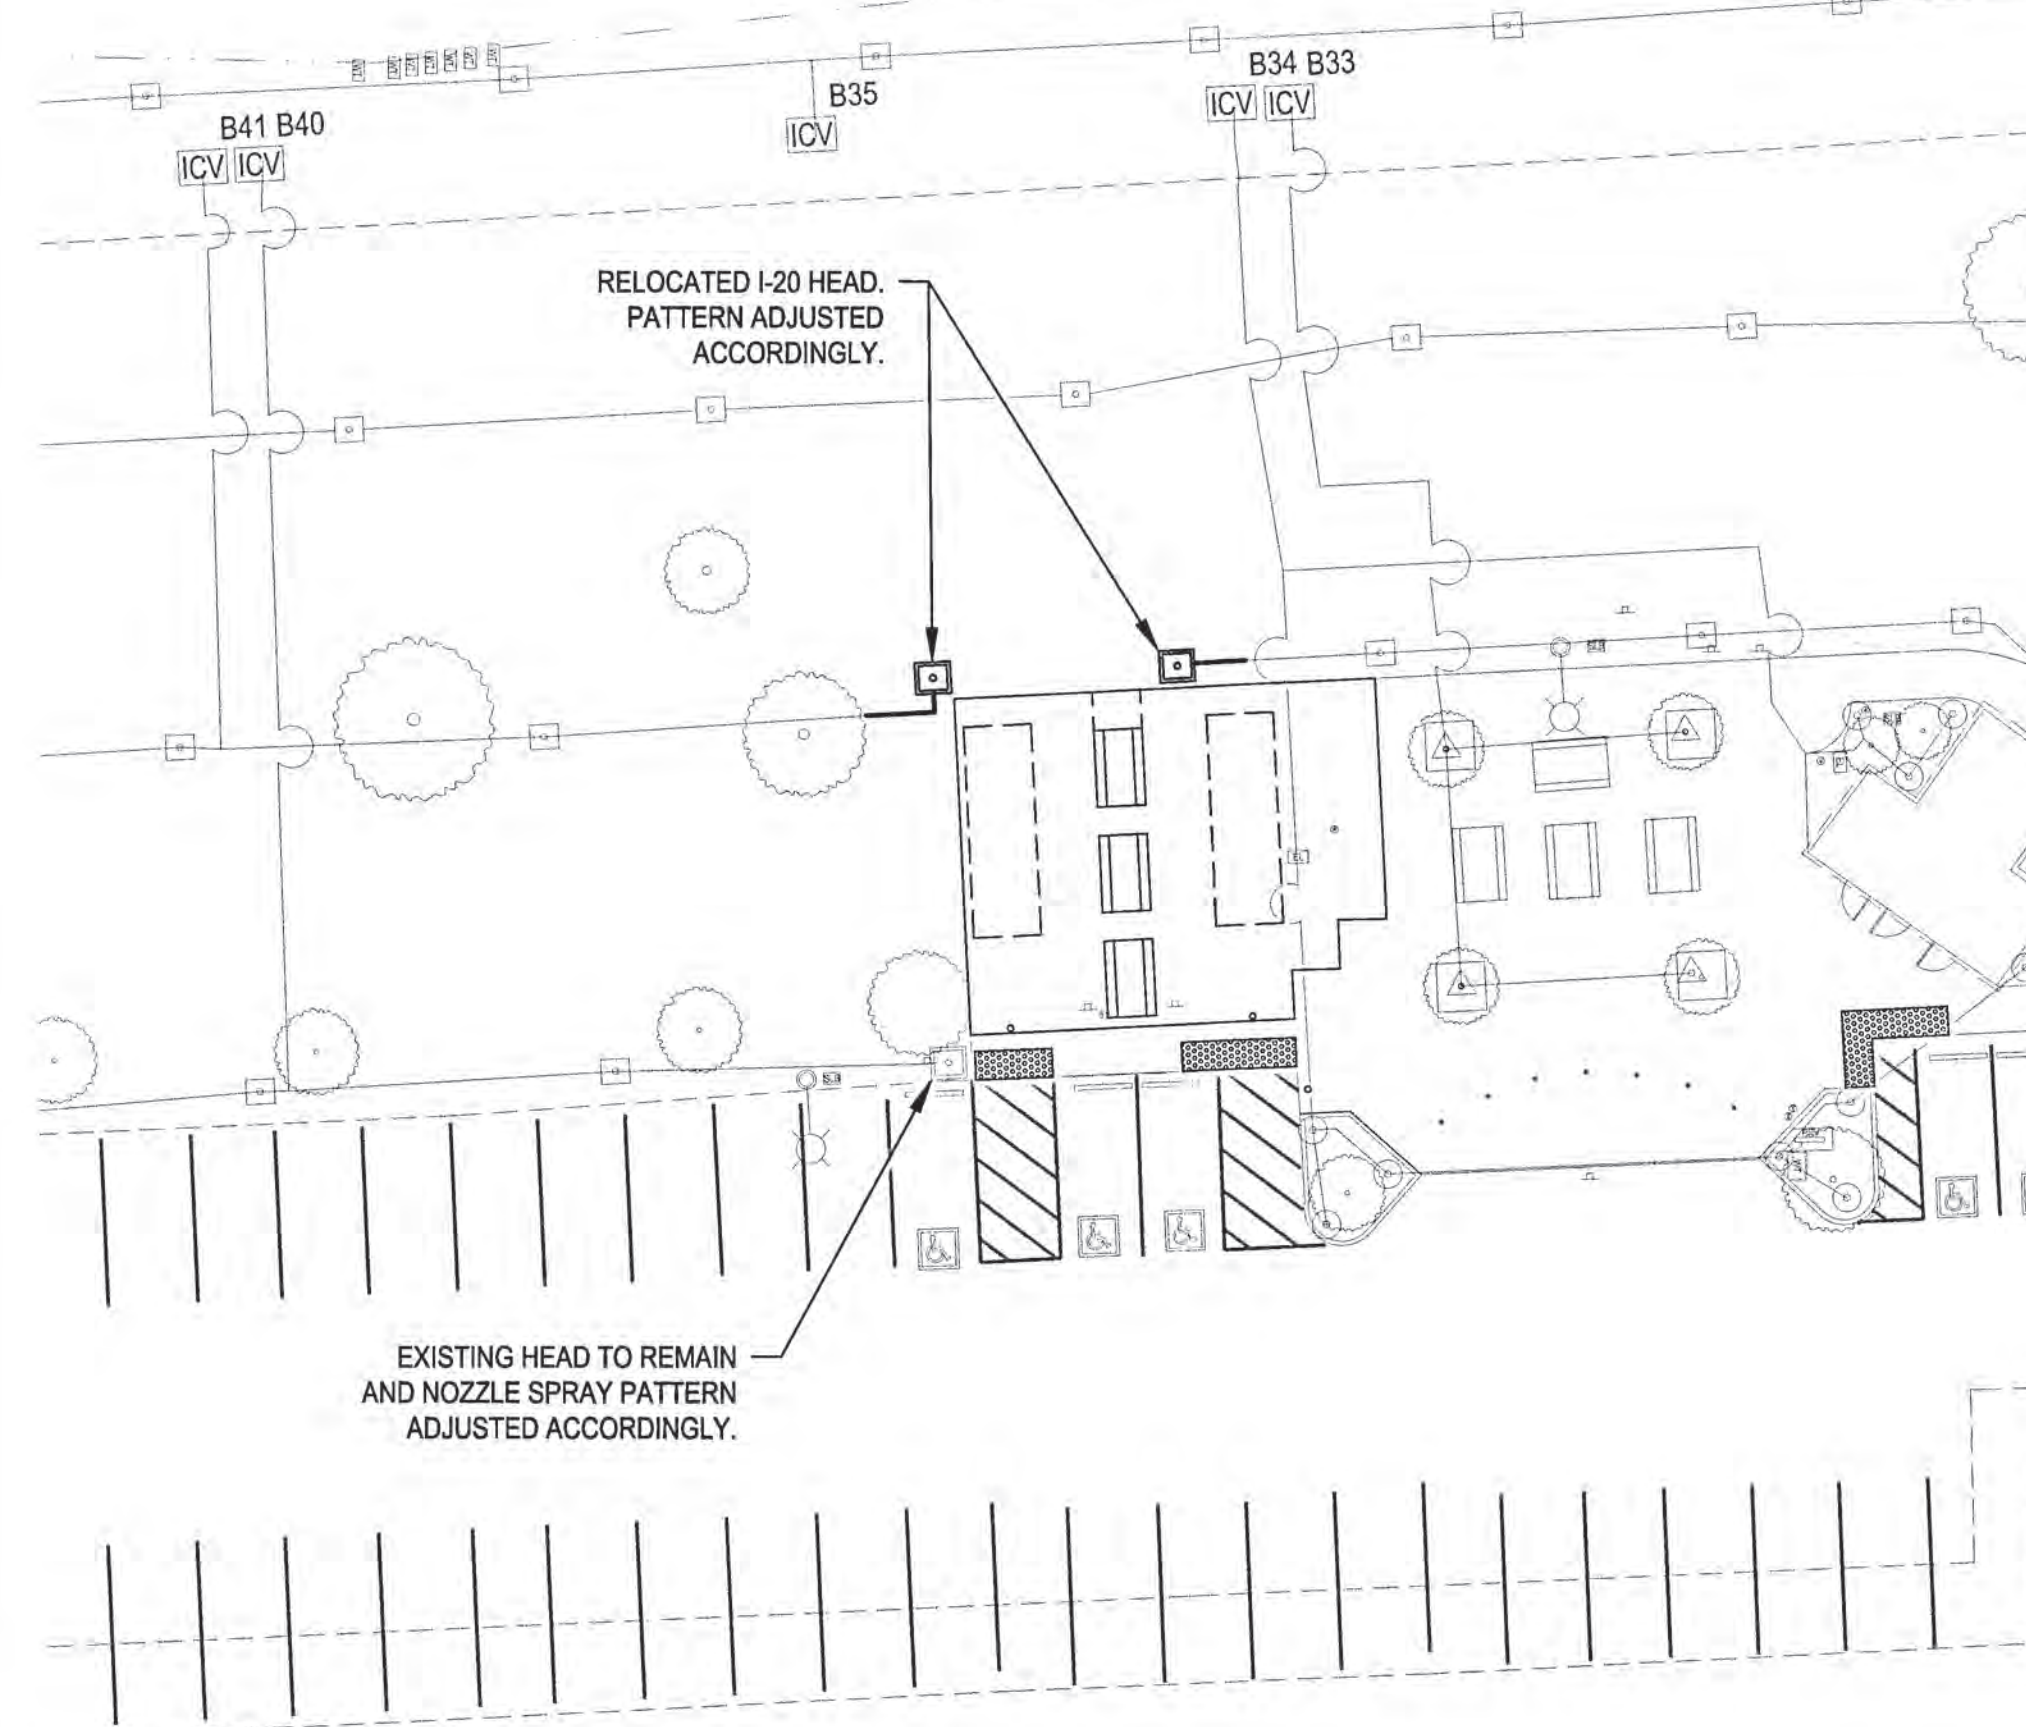 B34 B33
B35
ICV ICV
B41 B40
ICV
ICV ICV
RELOCATED I-20 HEAD.
PATTERN ADJUSTED
ACCORDINGLY.
EL
EXISTING HEAD TO REMAIN
AND NOZZLE SPRAY PATTERN
ADJUSTED ACCORDINGLY.